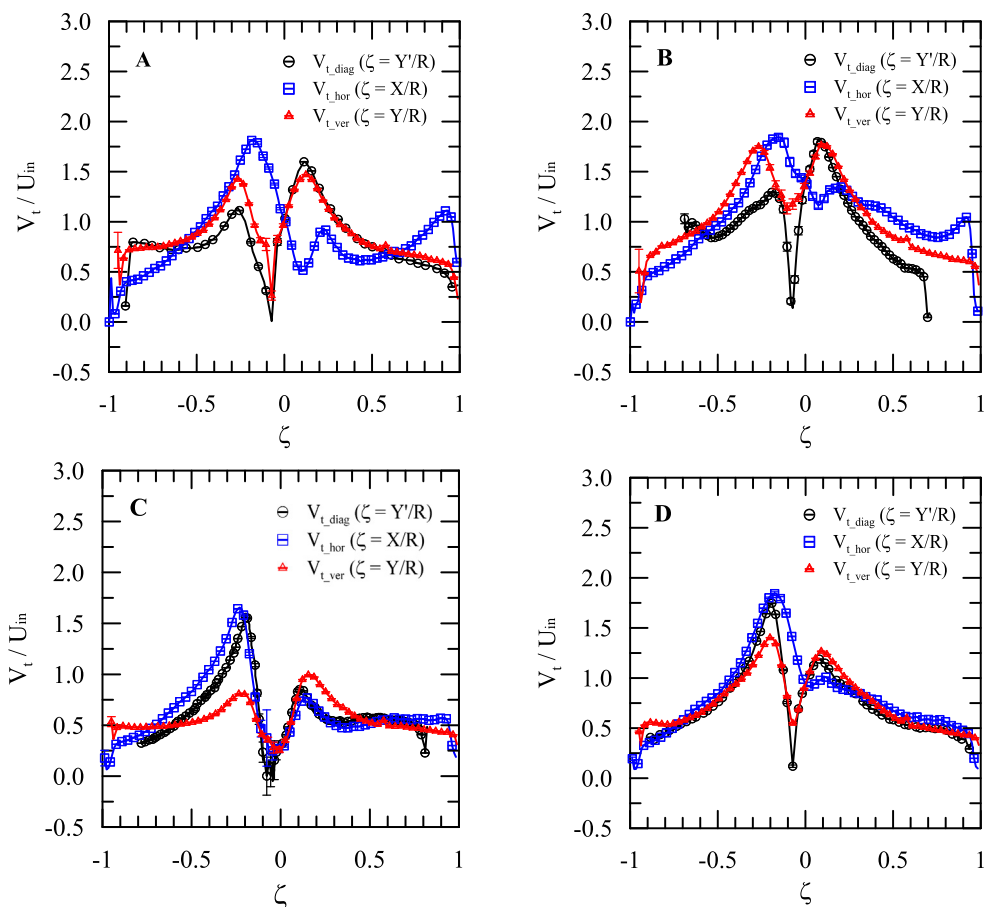 A
V_t_diag (ζ = Y'/R)
V_t_hor (ζ = X/R)
V_t_ver (ζ = Y/R)
3.0
2.5
2.0
1.5
1.0
0.5
0.0
-0.5
V_t / U_in
-1 -0.5 0 0.5 1
ζ
B
V_t_diag (ζ = Y'/R)
V_t_hor (ζ = X/R)
V_t_ver (ζ = Y/R)
3.0
2.5
2.0
1.5
1.0
0.5
0.0
-0.5
V_t / U_in
-1 -0.5 0 0.5 1
ζ
C
V_t_diag (ζ = Y'/R)
V_t_hor (ζ = X/R)
V_t_ver (ζ = Y/R)
3.0
2.5
2.0
1.5
1.0
0.5
0.0
-0.5
V_t / U_in
-1 -0.5 0 0.5 1
ζ
D
V_t_diag (ζ = Y'/R)
V_t_hor (ζ = X/R)
V_t_ver (ζ = Y/R)
3.0
2.5
2.0
1.5
1.0
0.5
0.0
-0.5
V_t / U_in
-1 -0.5 0 0.5 1
ζ